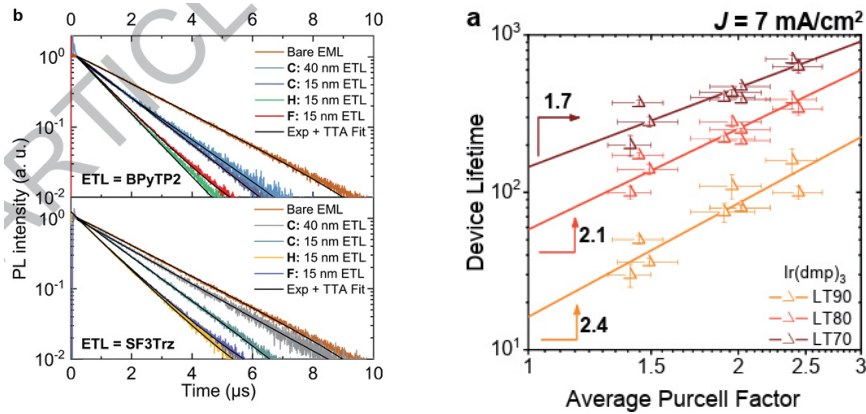 b
0 2 4 6 8 10
10⁰
10⁻¹
10⁻²
PL intensity (a. u.)
Bare EML
C: 40 nm ETL
C: 15 nm ETL
H: 15 nm ETL
F: 15 nm ETL
Exp + TTA Fit
ETL = BPyTP2
10⁰
10⁻¹
10⁻²
Bare EML
C: 40 nm ETL
C: 15 nm ETL
H: 15 nm ETL
F: 15 nm ETL
Exp + TTA Fit
ETL = SF3Trz
0 2 4 6 8 10
Time (µs)
ARTICL
a
J = 7 mA/cm²
10³
10²
10¹
Device Lifetime
1.7
2.1
2.4
Ir(dmp)₃
LT90
LT80
LT70
1 1.5 2 2.5 3
Average Purcell Factor